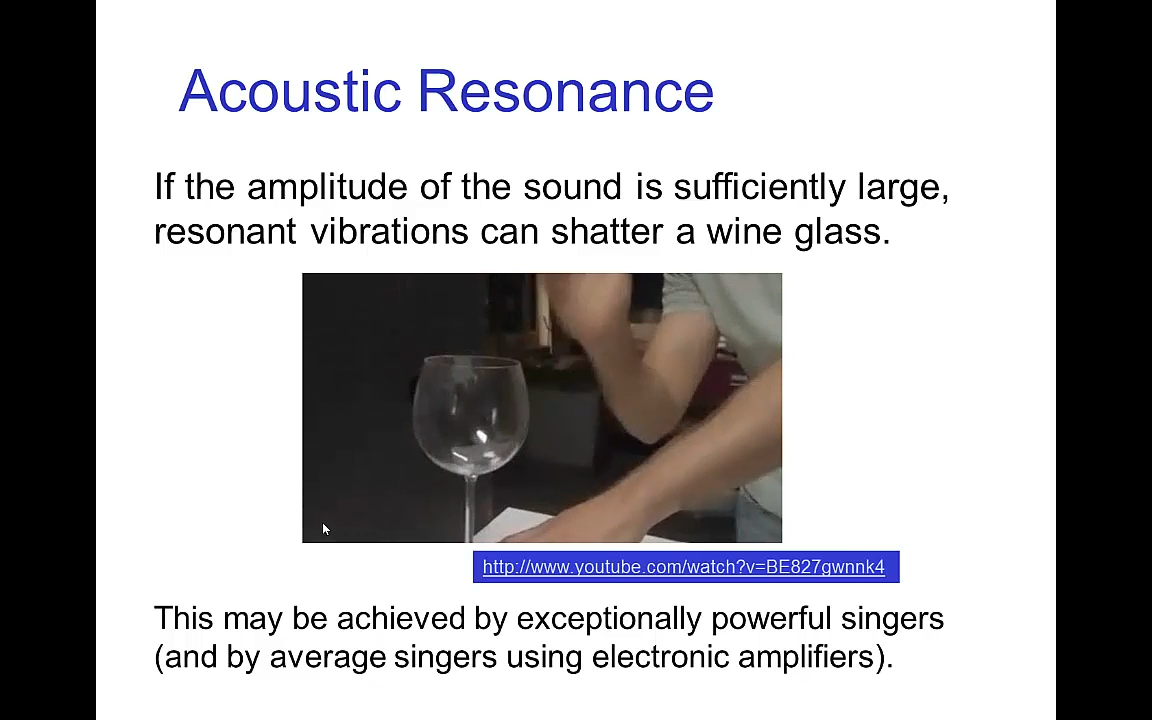 Acoustic Resonance
If the amplitude of the sound is sufficiently large,
resonant vibrations can shatter a wine glass.
http://www.youtube.com/watch?v=BE827gwnnk4
This may be achieved by exceptionally powerful singers
(and by average singers using electronic amplifiers).